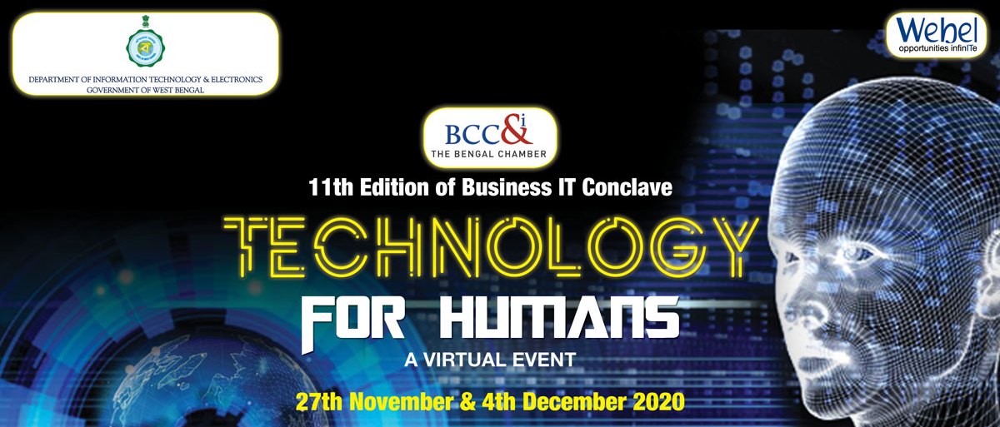 DEPARTMENT OF INFORMATION TECHNOLOGY & ELECTRONICS
GOVERNMENT OF WEST BENGAL
Webel
opportunities infinITe
BCC&i
THE BENGAL CHAMBER
11th Edition of Business IT Conclave
TECHNOLOGY
FOR HUMANS
A VIRTUAL EVENT
27th November & 4th December 2020